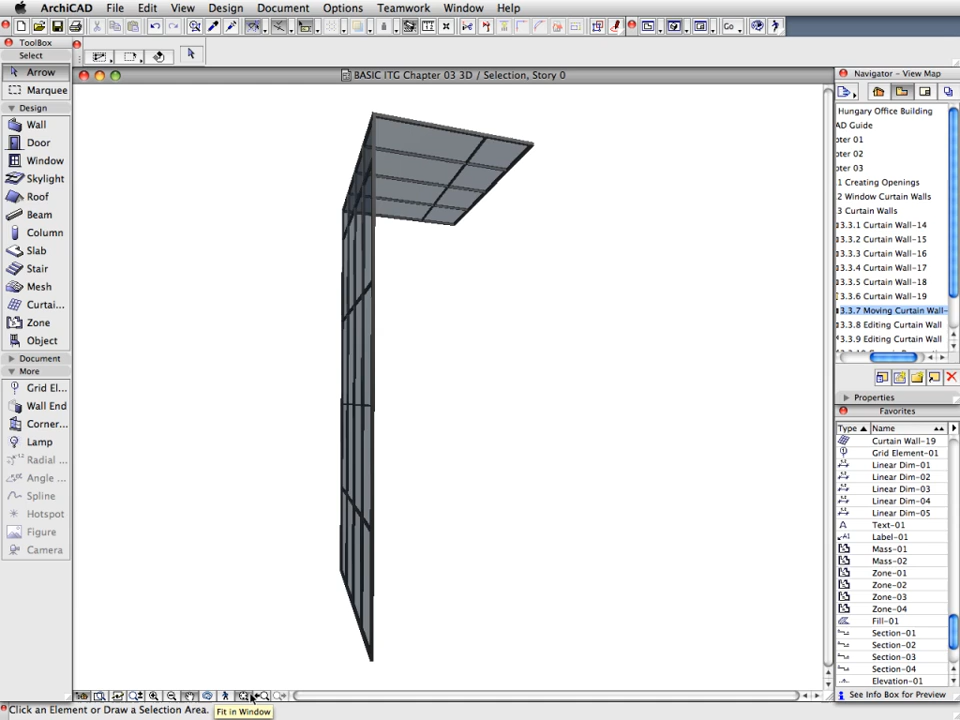 ArchiCAD File Edit View Design Document Options Teamwork Window Help
Go...
ToolBox
Select
Arrow
Marquee
Design
Wall
Door
Window
Skylight
Roof
Beam
Column
Slab
Stair
Mesh
Curtai...
Zone
Object
Document
More
Grid El...
Wall End
Corner...
Lamp
Radial ...
Angle ...
Spline
Hotspot
Figure
Camera
BASIC ITG Chapter 03 3D / Selection, Story 0
Fit in Window
Click an Element or Draw a Selection Area.
Navigator - View Map
Hungary Office Building
AD Guide
oter 01
oter 02
oter 03
1 Creating Openings
2 Window Curtain Walls
3 Curtain Walls
3.3.1 Curtain Wall-14
3.3.2 Curtain Wall-15
3.3.3 Curtain Wall-16
3.3.4 Curtain Wall-17
3.3.5 Curtain Wall-18
3.3.6 Curtain Wall-19
3.3.7 Moving Curtain Wall-
3.3.8 Editing Curtain Wall
3.3.9 Editing Curtain Wall
Properties
Favorites
Type Name
Curtain Wall-19
Grid Element-01
Linear Dim-01
Linear Dim-02
Linear Dim-03
Linear Dim-04
Linear Dim-05
A Text-01
A1 Label-01
Mass-01
Mass-02
Zone-01
Zone-02
Zone-03
Zone-04
Fill-01
Section-01
Section-02
Section-03
Section-04
Elevation-01
See Info Box for Preview